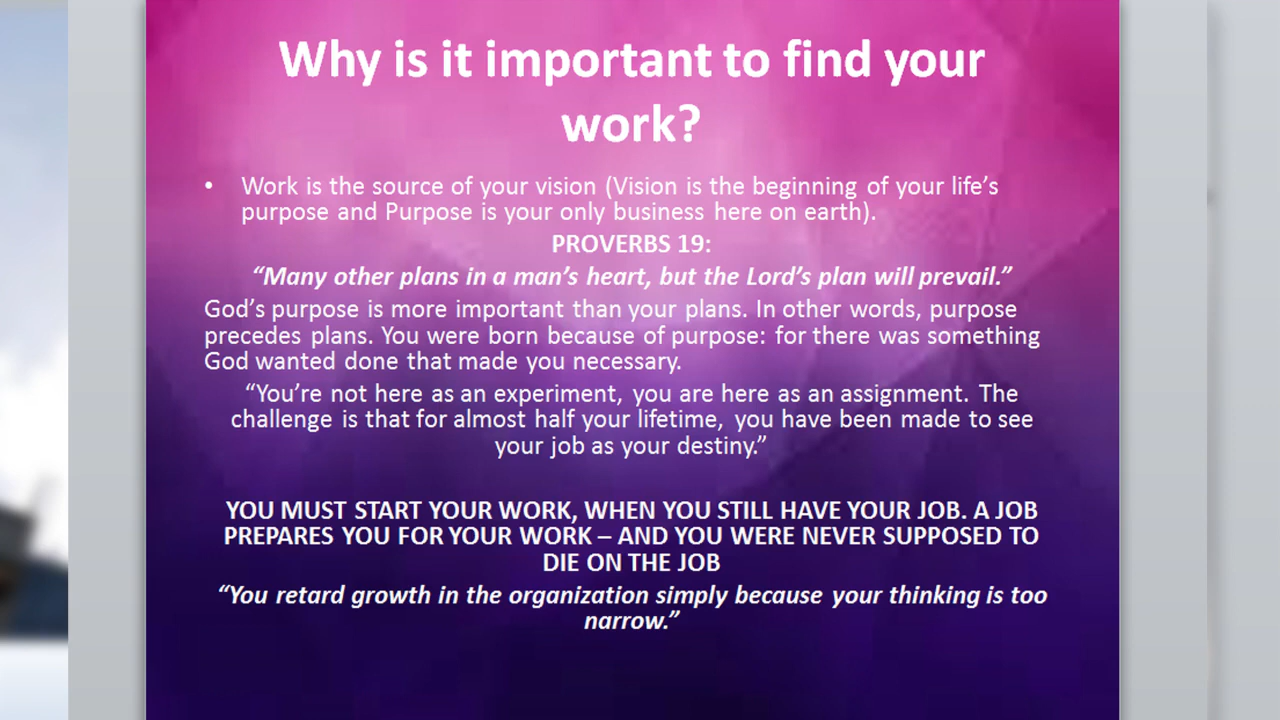 Why is it important to find your
work?
• Work is the source of your vision (Vision is the beginning of your life’s
purpose and Purpose is your only business here on earth).
PROVERBS 19:
“Many other plans in a man’s heart, but the Lord’s plan will prevail.”
God’s purpose is more important than your plans. In other words, purpose
precedes plans. You were born because of purpose: for there was something
God wanted done that made you necessary.
“You’re not here as an experiment, you are here as an assignment. The
challenge is that for almost half your lifetime, you have been made to see
your job as your destiny.”
YOU MUST START YOUR WORK, WHEN YOU STILL HAVE YOUR JOB. A JOB
PREPARES YOU FOR YOUR WORK – AND YOU WERE NEVER SUPPOSED TO
DIE ON THE JOB
“You retard growth in the organization simply because your thinking is too
narrow.”